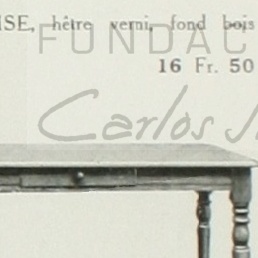 ISE, hêtre verni, fond bois
FUNDAC
16 Fr. 50
Carlos